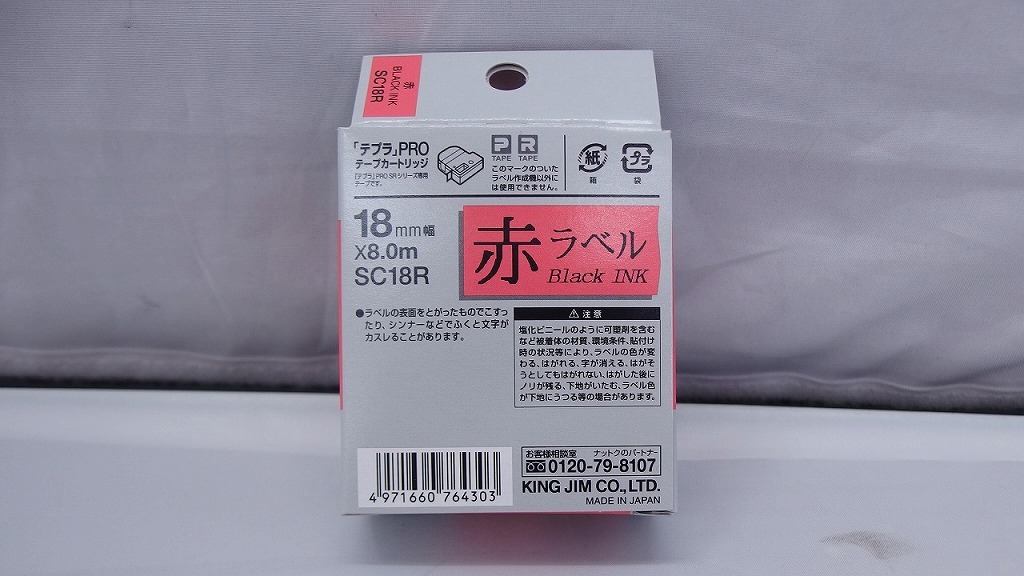 赤
BLACK INK
SC18R
「テプラ」PRO
テープカートリッジ
「テプラ」PRO SRシリーズ専用
テープです。
P R
TAPE TAPE
このマークのついた
ラベル作成機以外に
は使用できません。
紙
箱
プラ
袋
18mm幅
X8.0m
SC18R
赤ラベル
Black INK
●ラベルの表面をとがったものでこすっ
たり、シンナーなどでふくと文字が
カスレることがあります。
⚠注意
塩化ビニールのように可塑剤を含む
など被着体の材質、環境条件、貼付け
時の状況等により、ラベルの色が変
わる、はがれる、字が消える、はがそ
うとしてもはがれない、はがした後に
ノリが残る、下地がいたむ、ラベル色
が下地にうつる等の場合があります。
お客様相談室 ナットクのパートナー
0120-79-8107
KING JIM CO.,LTD.
MADE IN JAPAN
4 971660 764303